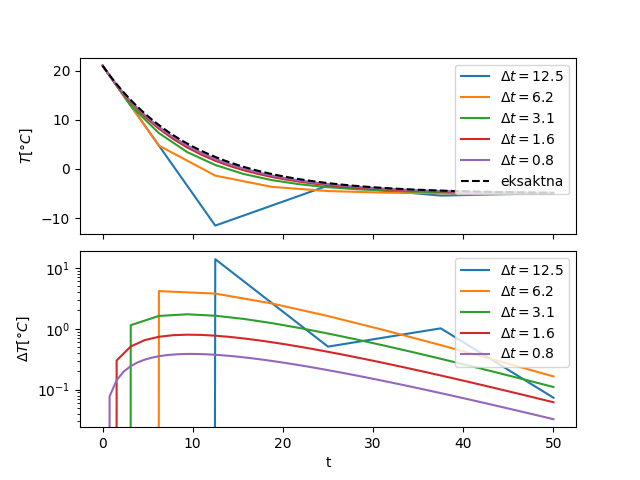 20
10
0
−10
T[°C]
Δt = 12.5
Δt = 6.2
Δt = 3.1
Δt = 1.6
Δt = 0.8
eksaktna
10¹
10⁰
10⁻¹
ΔT[°C]
Δt = 12.5
Δt = 6.2
Δt = 3.1
Δt = 1.6
Δt = 0.8
0 10 20 30 40 50
t